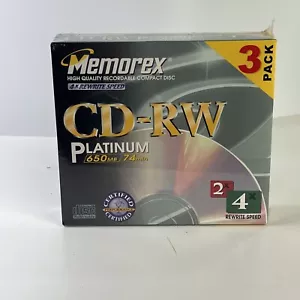 Memorex
HIGH QUALITY RECORDABLE COMPACT DISC
4x REWRITE SPEED
3 PACK
CD-RW
PLATINUM
650MB, 74MIN
2x
4x
REWRITE SPEED
CERTIFIED
CERTIFIED